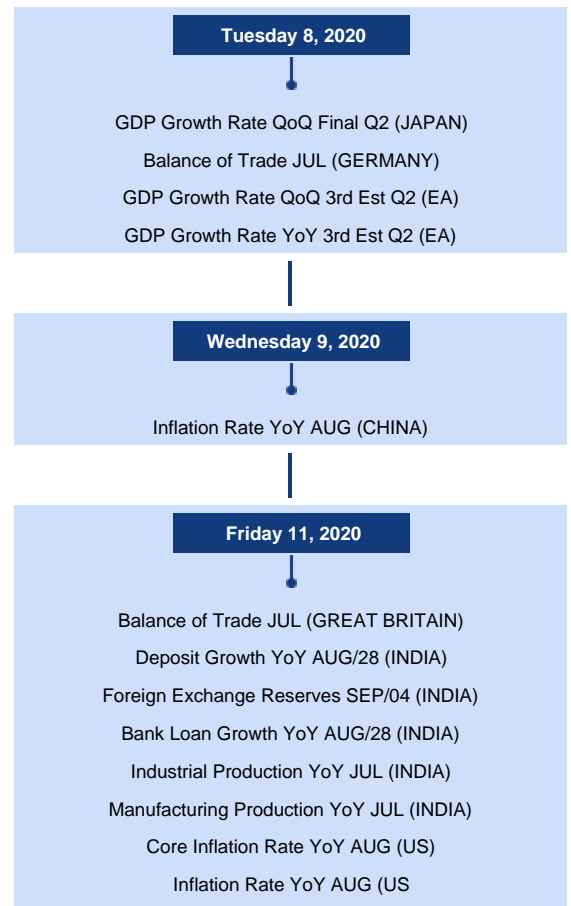 Tuesday 8, 2020
GDP Growth Rate QoQ Final Q2 (JAPAN)
Balance of Trade JUL (GERMANY)
GDP Growth Rate QoQ 3rd Est Q2 (EA)
GDP Growth Rate YoY 3rd Est Q2 (EA)
Wednesday 9, 2020
Inflation Rate YoY AUG (CHINA)
Friday 11, 2020
Balance of Trade JUL (GREAT BRITAIN)
Deposit Growth YoY AUG/28 (INDIA)
Foreign Exchange Reserves SEP/04 (INDIA)
Bank Loan Growth YoY AUG/28 (INDIA)
Industrial Production YoY JUL (INDIA)
Manufacturing Production YoY JUL (INDIA)
Core Inflation Rate YoY AUG (US)
Inflation Rate YoY AUG (US